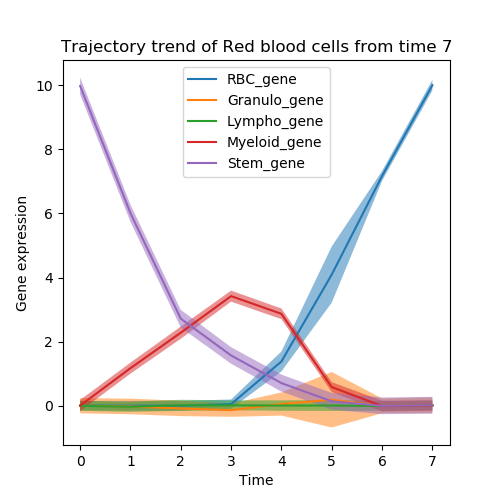 Trajectory trend of Red blood cells from time 7
RBC_gene
Granulo_gene
Lympho_gene
Myeloid_gene
Stem_gene
Gene expression
10
8
6
4
2
0
0 1 2 3 4 5 6 7
Time